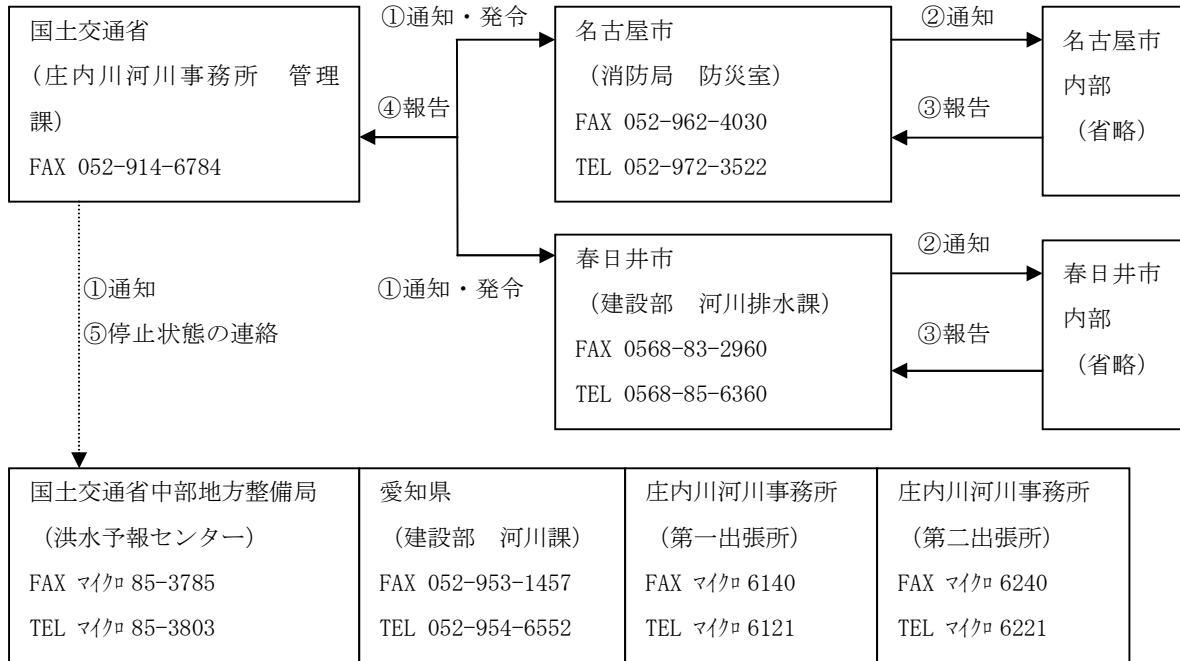 国土交通省
（庄内川河川事務所　管理
課）
FAX 052-914-6784
①通知・発令
④報告
①通知・発令
名古屋市
（消防局　防災室）
FAX 052-962-4030
TEL 052-972-3522
②通知
③報告
名古屋市
内部
（省略）
春日井市
（建設部　河川排水課）
FAX 0568-83-2960
TEL 0568-85-6360
②通知
③報告
春日井市
内部
（省略）
①通知
⑤停止状態の連絡
国土交通省中部地方整備局
（洪水予報センター）
FAX ﾏｲｸﾛ 85-3785
TEL ﾏｲｸﾛ 85-3803
愛知県
（建設部　河川課）
FAX 052-953-1457
TEL 052-954-6552
庄内川河川事務所
（第一出張所）
FAX ﾏｲｸﾛ 6140
TEL ﾏｲｸﾛ 6121
庄内川河川事務所
（第二出張所）
FAX ﾏｲｸﾛ 6240
TEL ﾏｲｸﾛ 6221